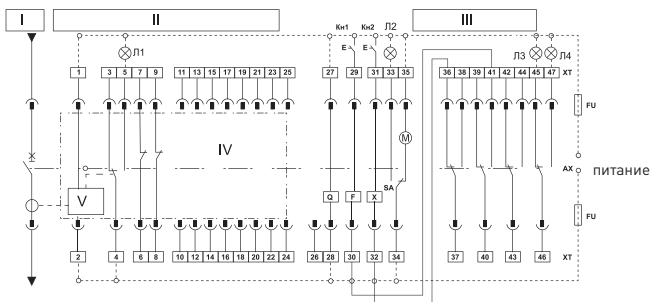 I II III
Кн1 Кн2 Л2
Л1 Е Е Л3 Л4
1 3 5 7 9 11 13 15 17 19 21 23 25 27 29 31 33 35 36 38 39 41 42 44 45 47 XT
FU
IV M
AX питание
V SA
Q F X
FU
2 4 6 8 10 12 14 16 18 20 22 24 26 28 30 32 34 37 40 43 46 XT